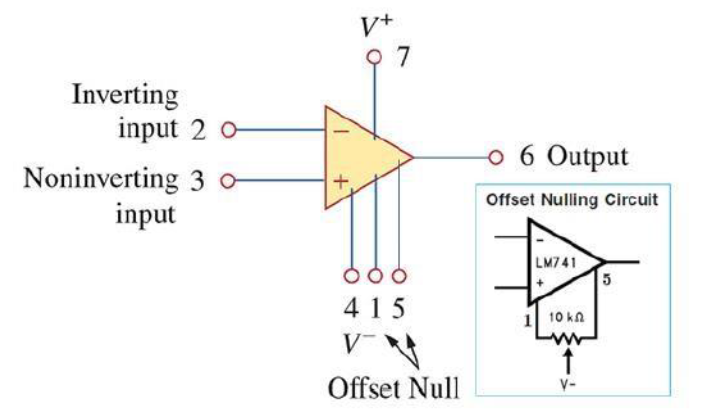 V+
7
Inverting
input 2
−
6 Output
Noninverting 3
+
input
4 1 5
V−
Offset Null
Offset Nulling Circuit
-
LM741
+
5
1
10 kΩ
V-